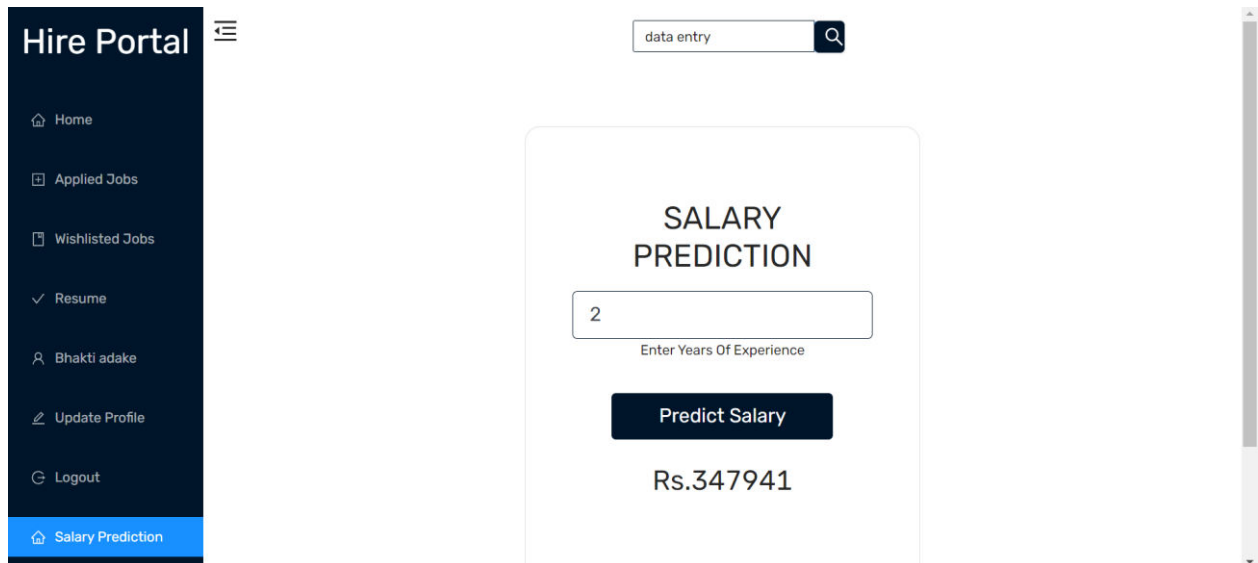 Hire Portal
data entry
Home
Applied Jobs
Wishlisted Jobs
Resume
Bhakti adake
Update Profile
Logout
Salary Prediction
SALARY
PREDICTION
2
Enter Years Of Experience
Predict Salary
Rs.347941